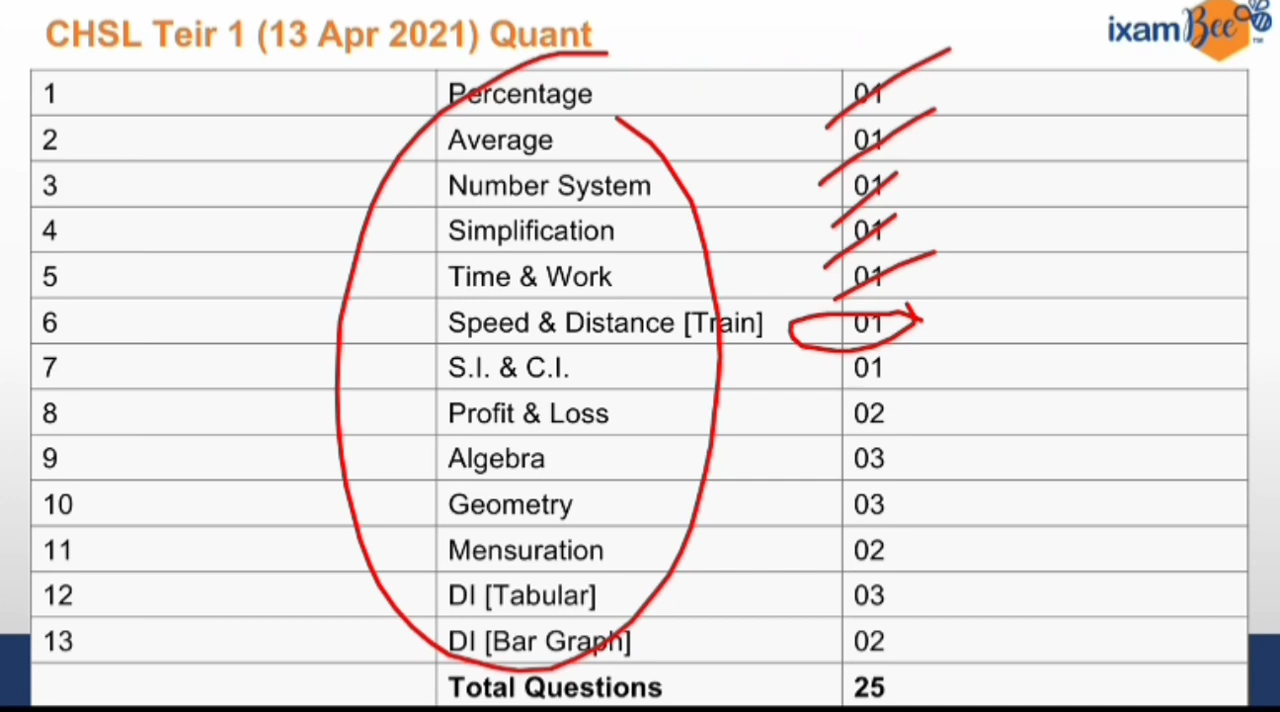 CHSL Teir 1 (13 Apr 2021) Quant
ixamBee
TM
1 Percentage 01
2 Average 01
3 Number System 01
4 Simplification 01
5 Time & Work 01
6 Speed & Distance [Train] 01
7 S.I. & C.I. 01
8 Profit & Loss 02
9 Algebra 03
10 Geometry 03
11 Mensuration 02
12 DI [Tabular] 03
13 DI [Bar Graph] 02
Total Questions 25